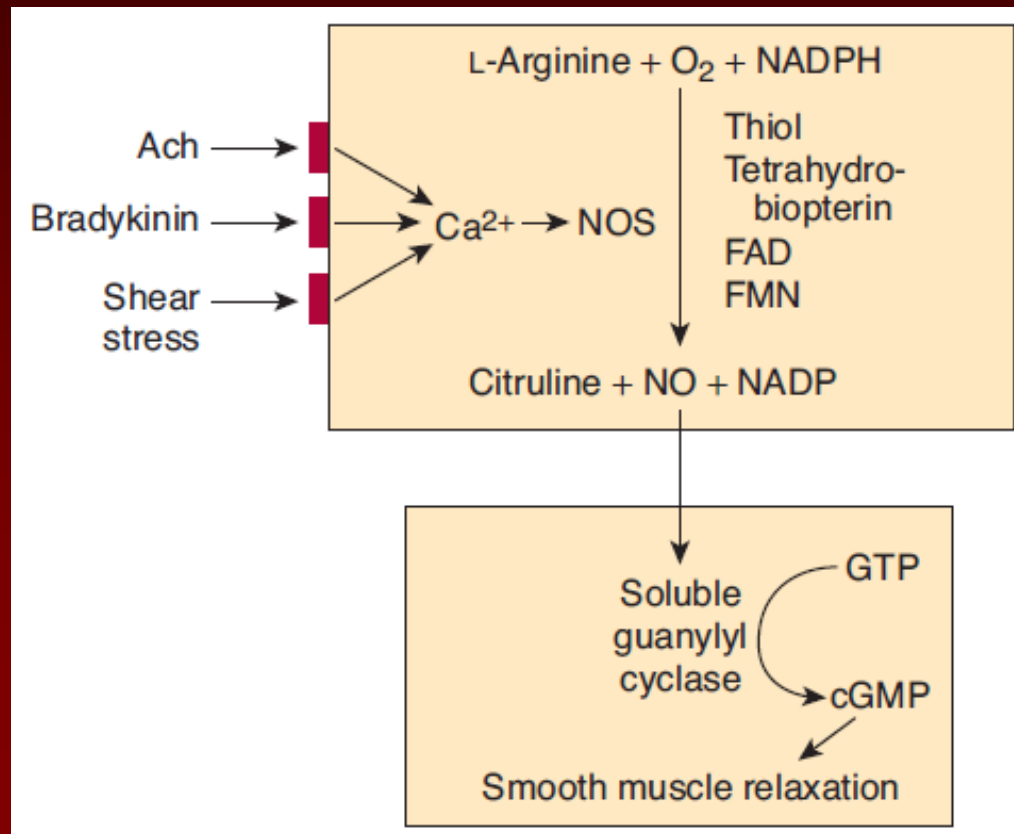 L-Arginine + O₂ + NADPH
Thiol
Tetrahydro-
biopterin
FAD
FMN
Ach
Bradykinin
Shear
stress
Ca²⁺
NOS
Citruline + NO + NADP
Soluble
guanylyl
cyclase
GTP
cGMP
Smooth muscle relaxation